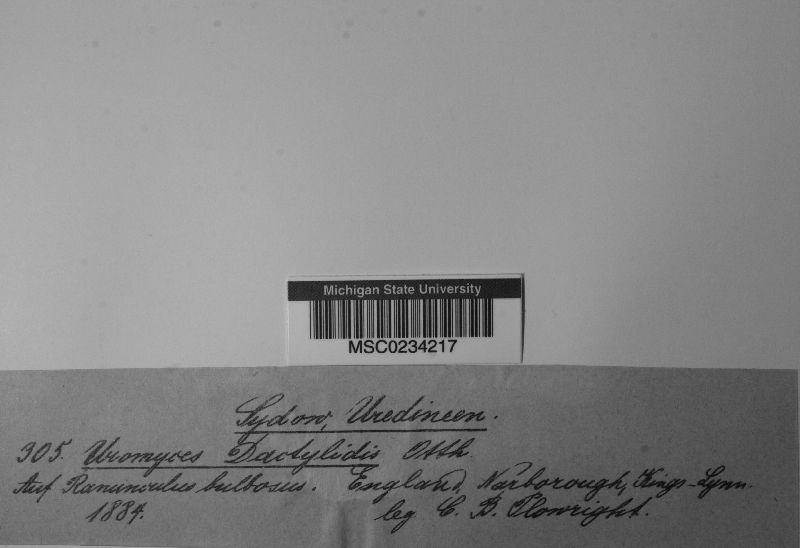 Michigan State University
MSC0234217
Sydow, Uredineen.
305. Uromyces Dactylidis Otth.
Auf Ranunculus bulbosus. England, Narborough, Kings-Lynn.
1884. leg C. B. Plowright.